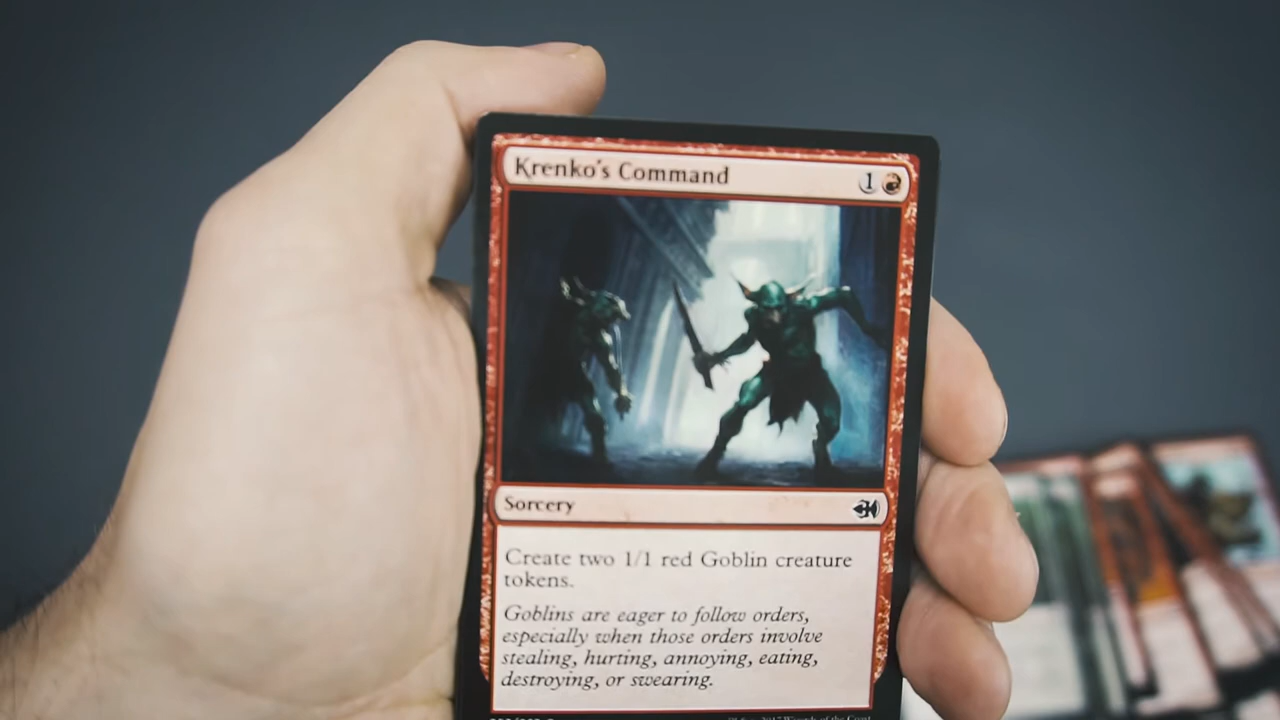 Krenko's Command 1
Sorcery
Create two 1/1 red Goblin creature
tokens.
Goblins are eager to follow orders,
especially when those orders involve
stealing, hurting, annoying, eating,
destroying, or swearing.